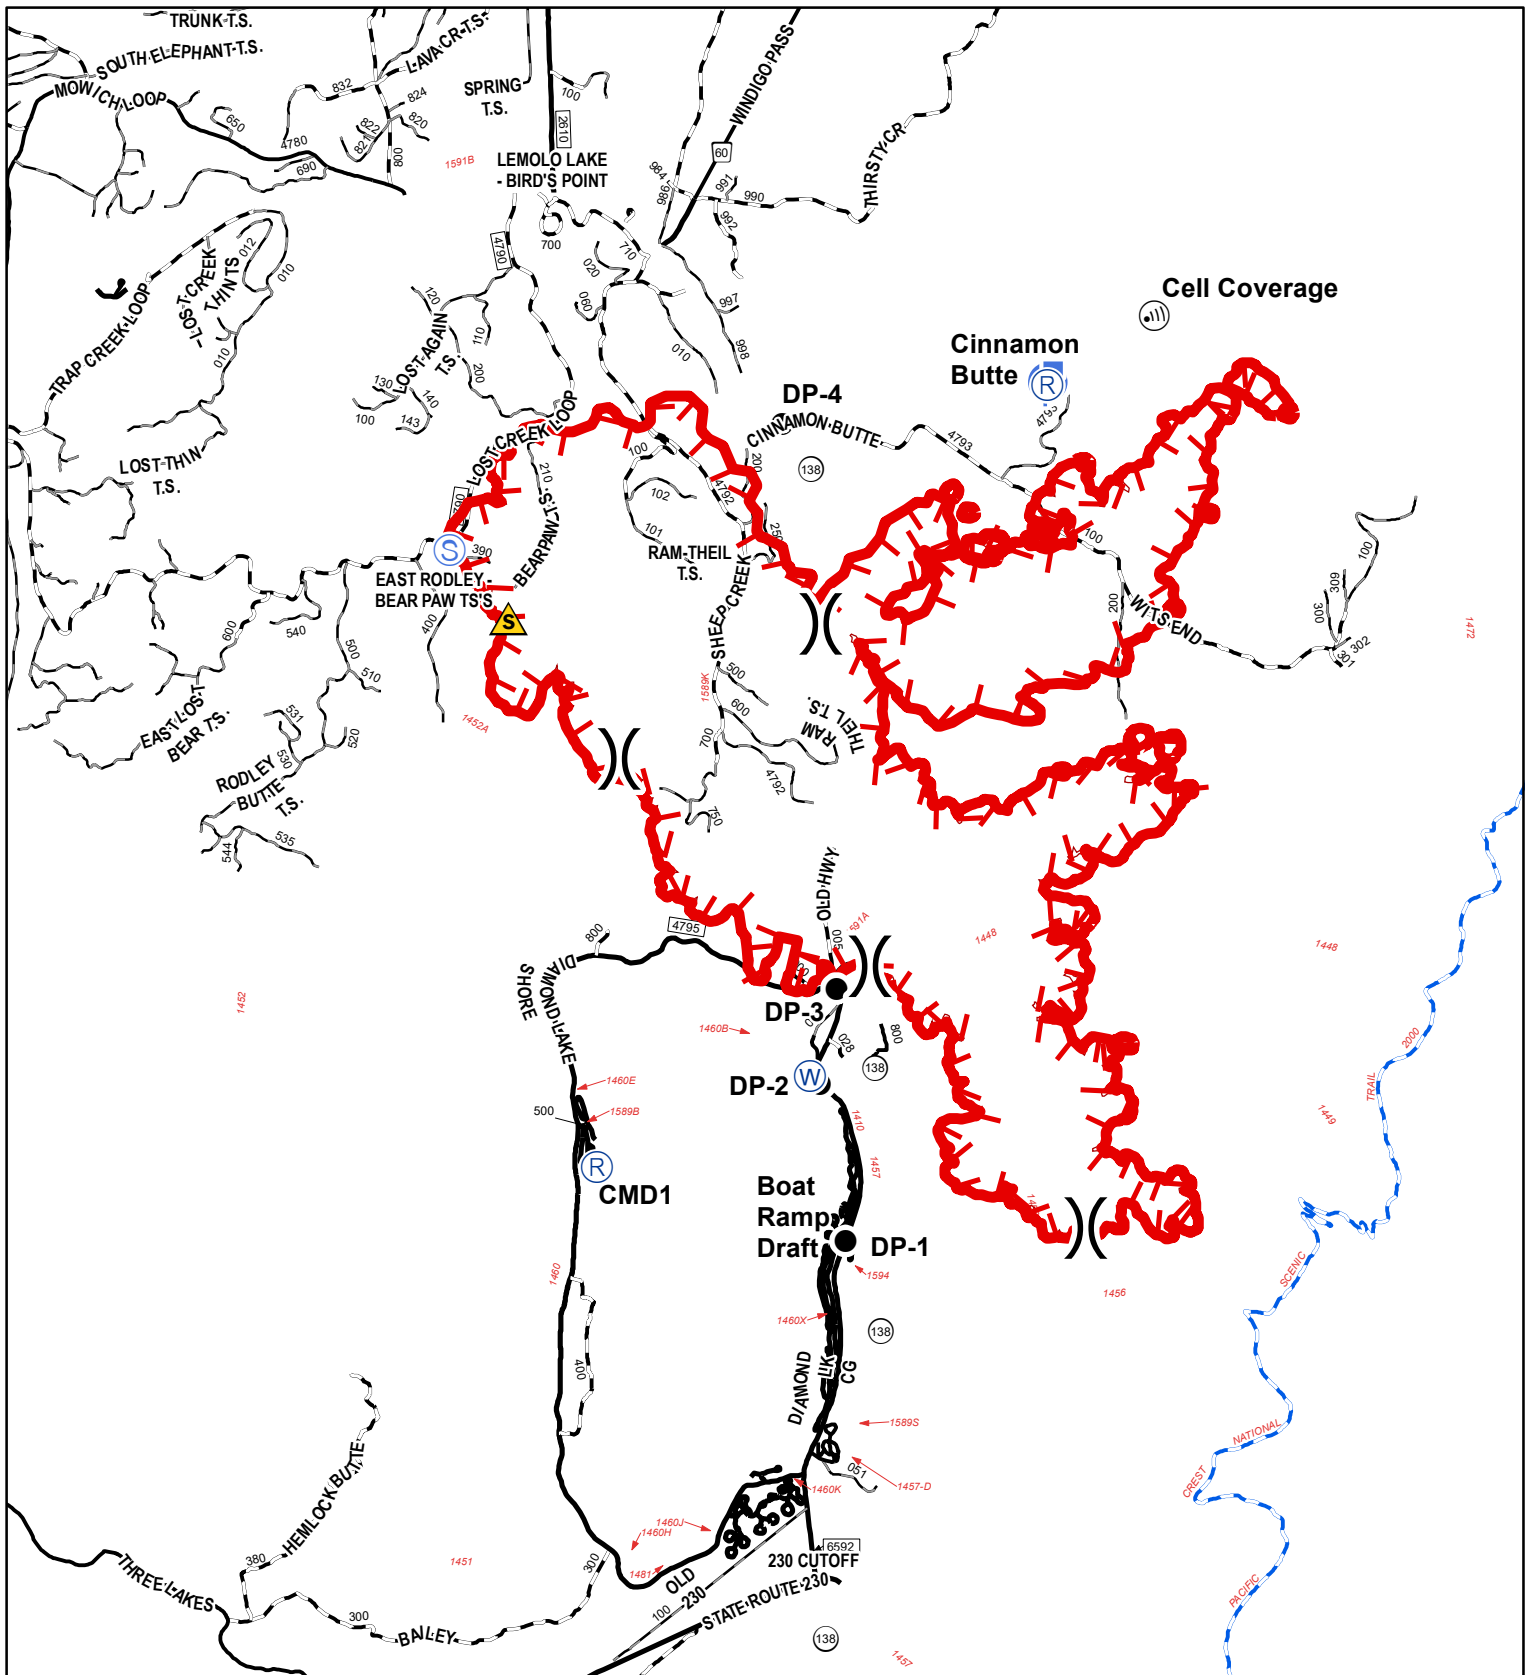 TRUNK T.S.
SOUTH ELEPHANT T.S.
MOWICH LOOP
LAVA CR T.S.
832
824
822
821
820
800
650
4780
690
SPRING
T.S.
100
2610
1591B
LEMOLO LAKE
- BIRD'S POINT
WINDIGO PASS
60
984
986
991
990
992
THIRSTY CR
700
710
020
060
4790
997
998
010
LOST CREEK
THIN TS
012
010
010
TRAP CREEK LOOP
120
110
LOST AGAIN
T.S.
200
130
140
143
100
Cell Coverage
Cinnamon
Butte
R
4793
DP-4
CINNAMON BUTTE
4793
138
LOST CREEK LOOP
LOST THIN
T.S.
210
BEARPAW T.S.
100
102
101
4792
200
250
RAM-THEIL
T.S.
S
390
EAST RODLEY -
BEAR PAW TS'S
S
400
SHEEP CREEK
100
200
WITS END
100
300
309
301
302
1472
600
540
500
510
EAST LOST
BEAR T.S.
531
530
520
RODLEY
BUTTE
T.S.
535
544
1452A
1589K
500
600
700
4792
750
RAM
THEIL T.S.
OLD HWY
005
4795
800
DIAMOND LAKE
SHORE
1448
1448
1452
DP-3
1460B
028
800
138
DP-2
W
1460E
1589B
500
R
CMD1
1410
1457
Boat
Ramp
Draft
DP-1
1594
1460
1460X
138
400
DIAMOND
LK
CG
1589S
051
1457-D
1460K
1460J
1460H
1481
1456
1449
2000
TRAIL
SCENIC
NATIONAL
CREST
PACIFIC
HEMLOCK BUTTE
380
THREE LAKES
300
BAILEY
300
1451
OLD
230
100
6592
230 CUTOFF
STATE ROUTE 230
138
1457